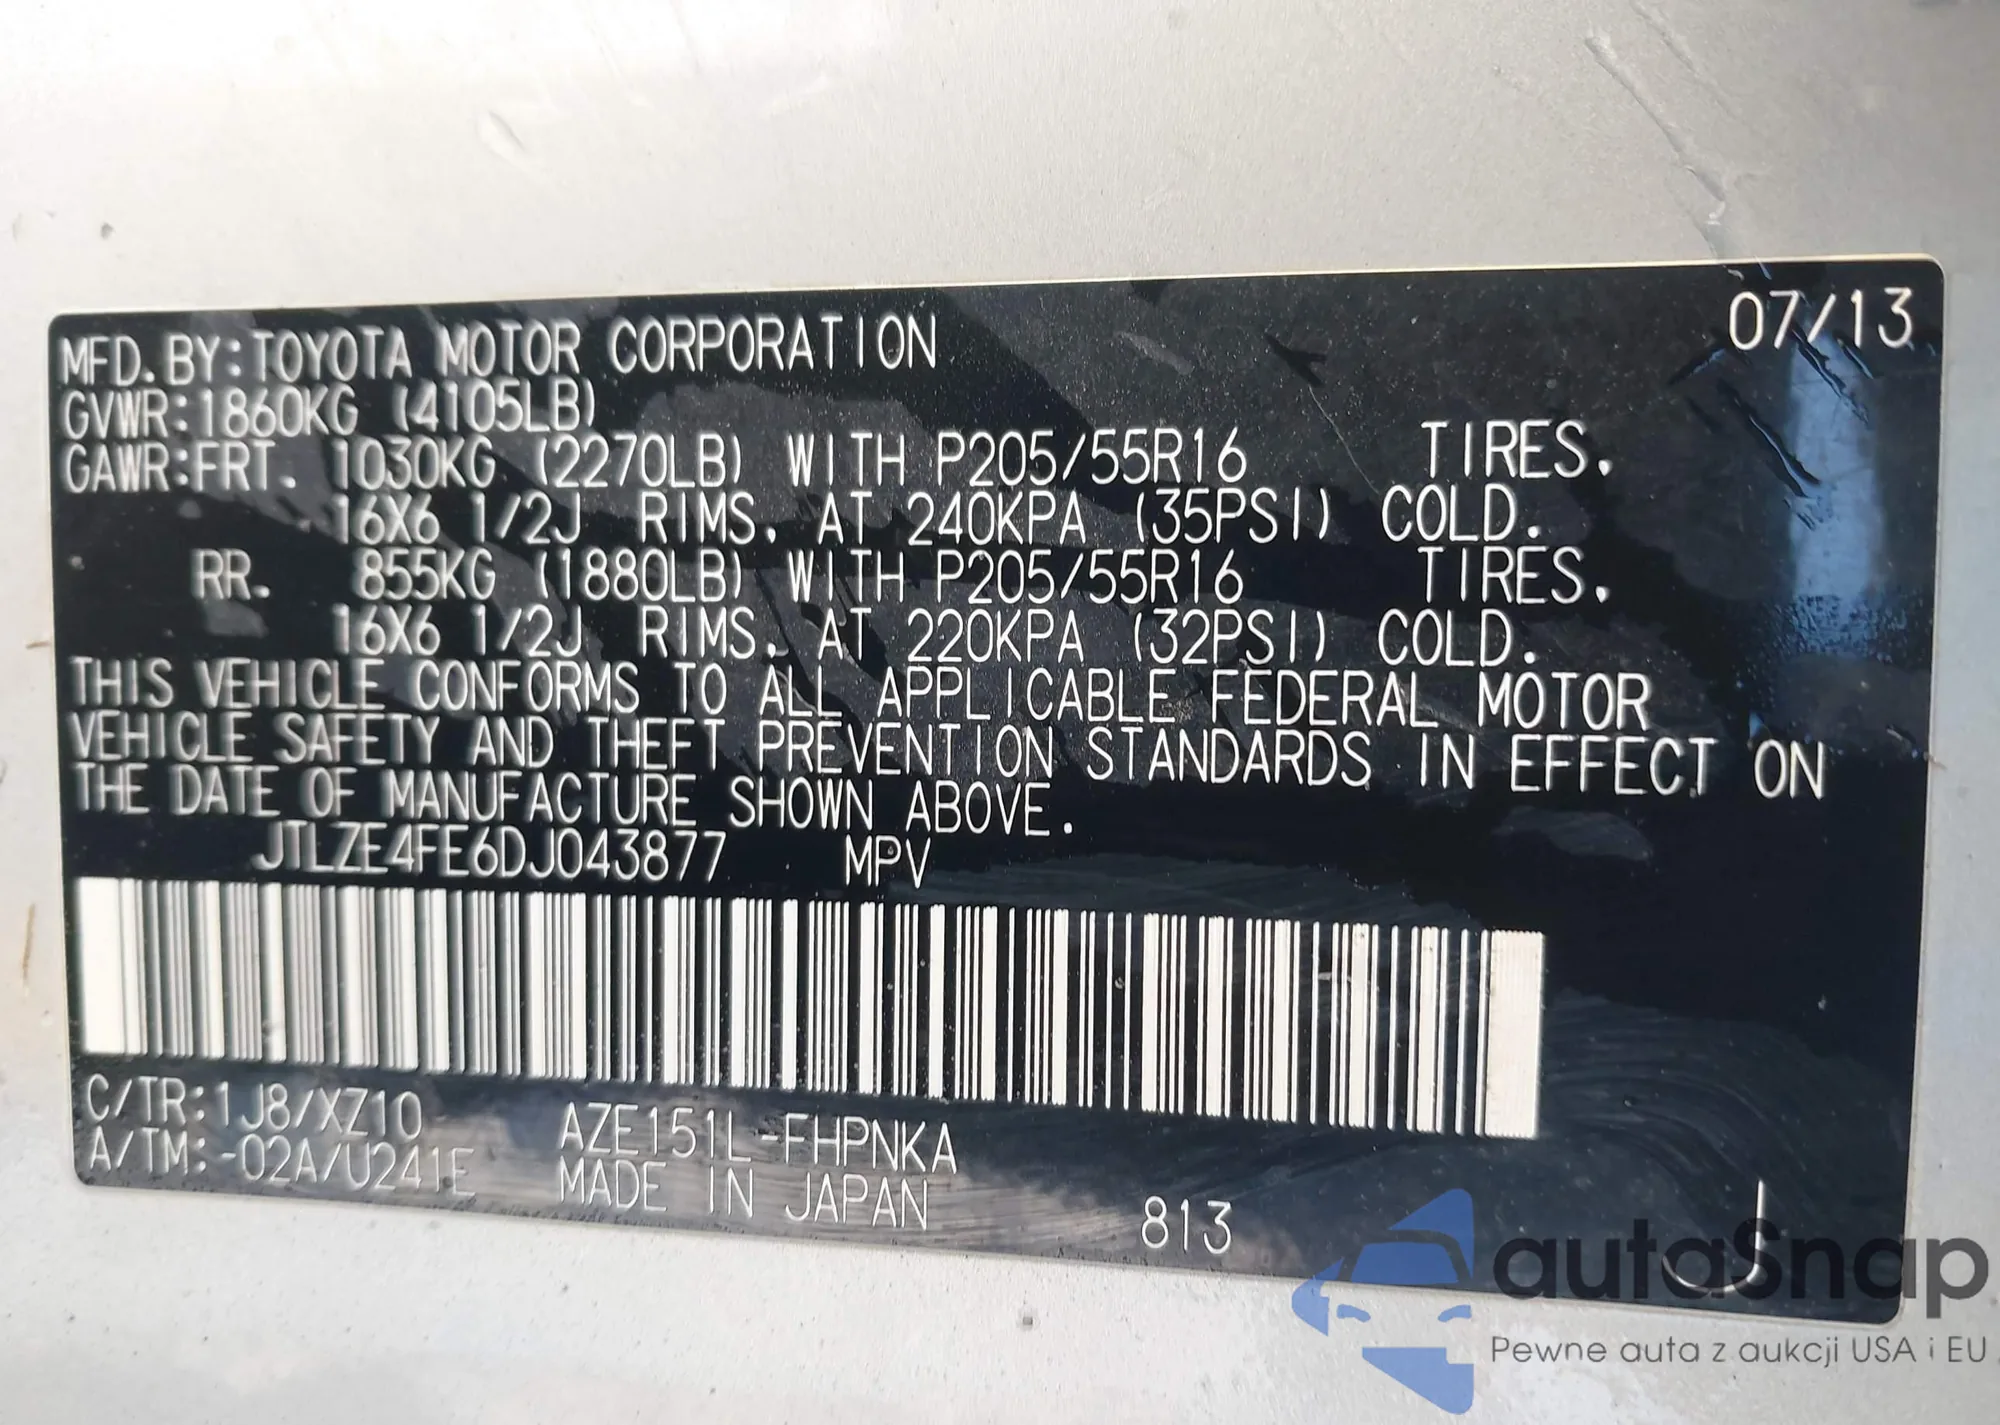 07/13
MFD. BY:TOYOTA MOTOR CORPORATION
GVWR:1860KG (4105LB)
GAWR:FRT. 1030KG (2270LB) WITH P205/55R16 TIRES.
16X6 1/2J RIMS. AT 240KPA (35PSI) COLD.
RR. 855KG (1880LB) WITH P205/55R16 TIRES.
16X6 1/2J RIMS. AT 220KPA (32PSI) COLD.
THIS VEHICLE CONFORMS TO ALL APPLICABLE FEDERAL MOTOR
VEHICLE SAFETY AND THEFT PREVENTION STANDARDS IN EFFECT ON
THE DATE OF MANUFACTURE SHOWN ABOVE.
JTLZE4FE6DJ043877 MPV
C/TR:1J8/XZ10 AZE151L-FHPNKA
A/TM:-02A/U241E MADE IN JAPAN
813 J
autaSnap
Pewne auta z aukcji USA i EU